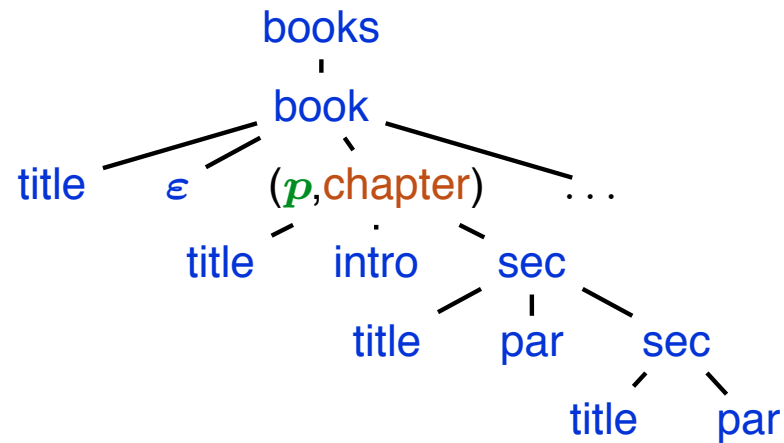 books
book
title ε (p,chapter) ...
title intro sec
title par sec
title par